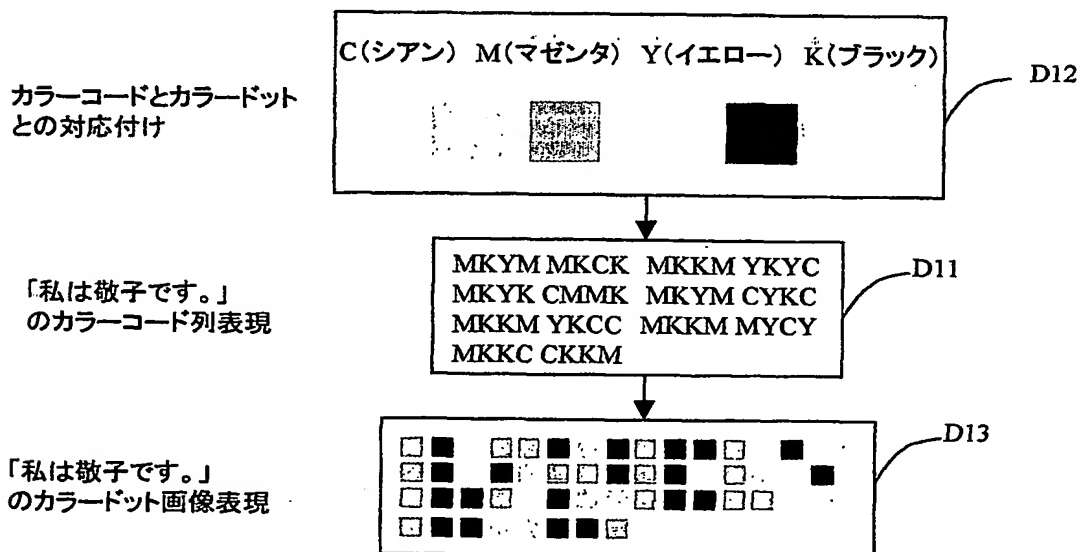 C(シアン) M(マゼンタ) Y(イエロー) K(ブラック)
D12
カラーコードとカラードット
との対応付け
MKYM MKCK MKKM YKYC
D11
MKYK CMMK MKYM CYKC
MKKM YKCC MKKM MYCY
MKKC CKKM
「私は敬子です。」
のカラーコード列表現
D13
「私は敬子です。」
のカラードット画像表現